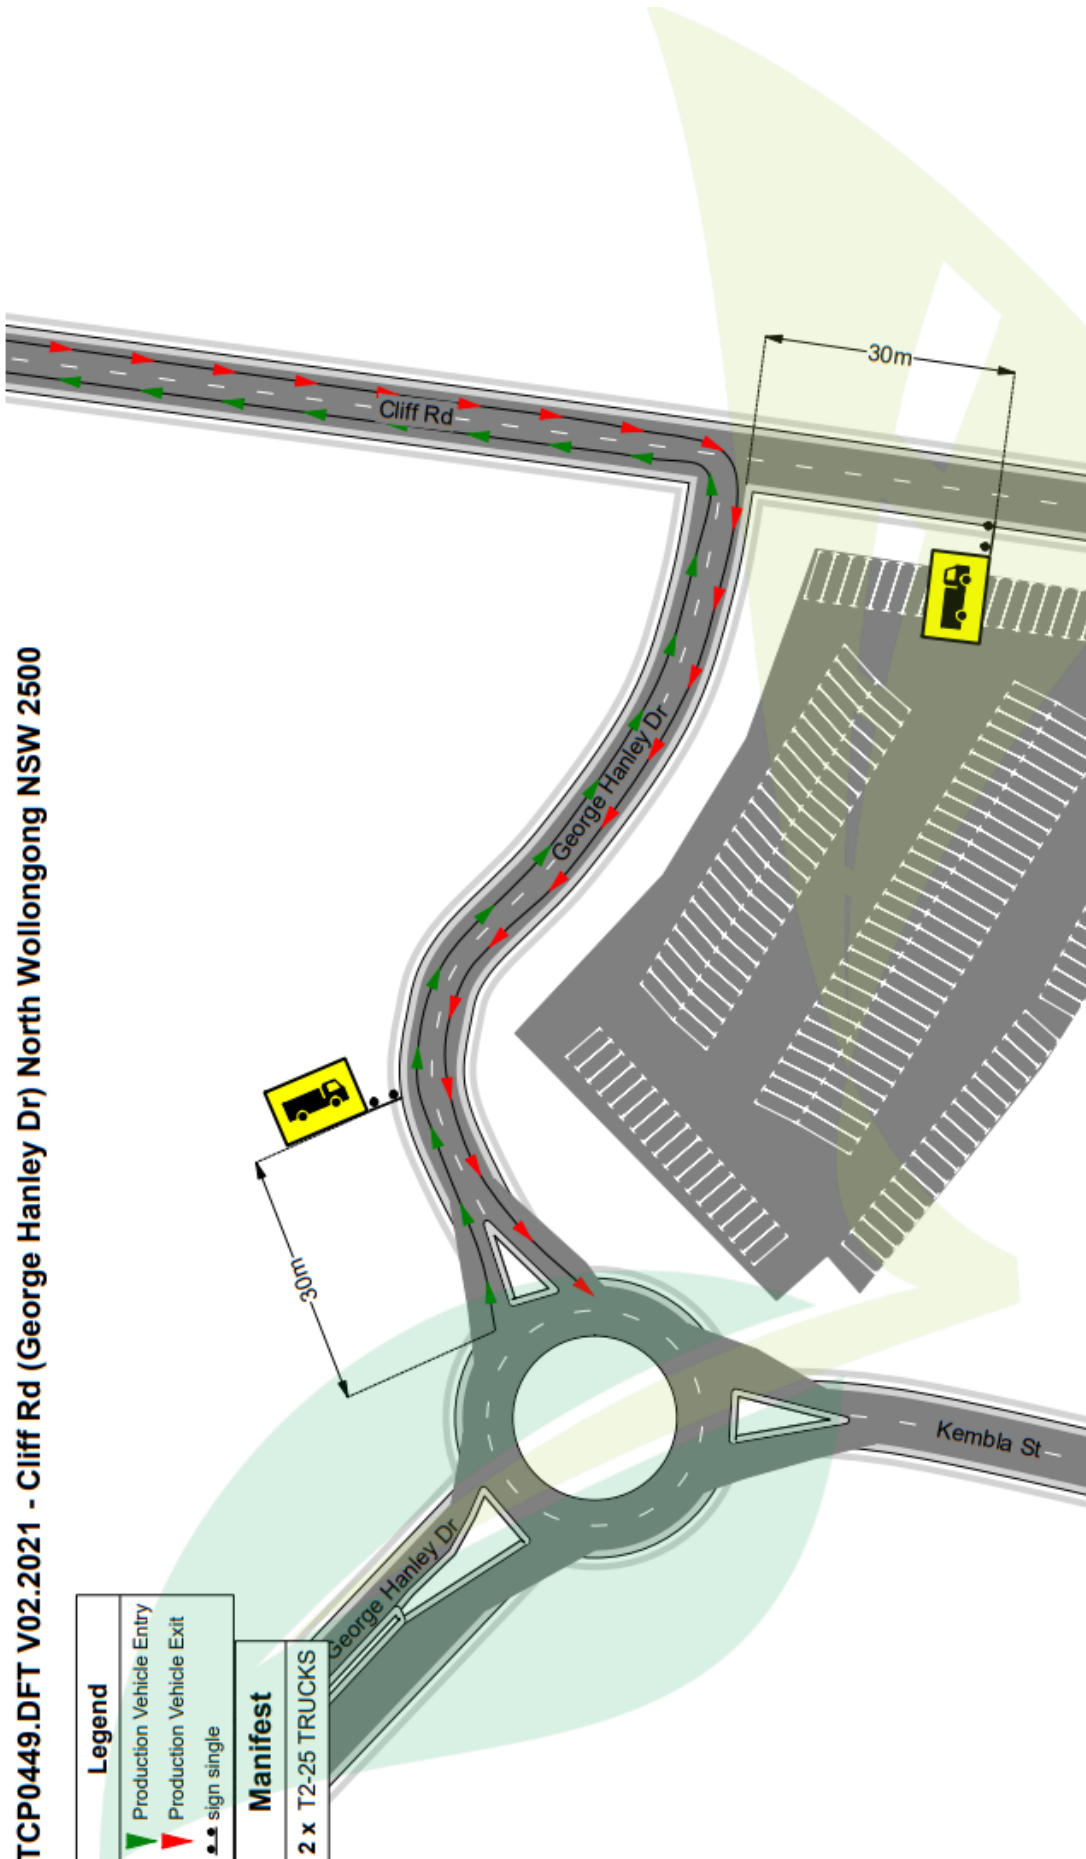 TCP0449.DFT V02.2021 - Cliff Rd (George Hanley Dr) North Wollongong NSW 2500
Cliff Rd
30m
George Hanley Dr
30m
Kembla St
George Hanley Dr
Legend
Production Vehicle Entry
Production Vehicle Exit
sign single
Manifest
2 x T2-25 TRUCKS